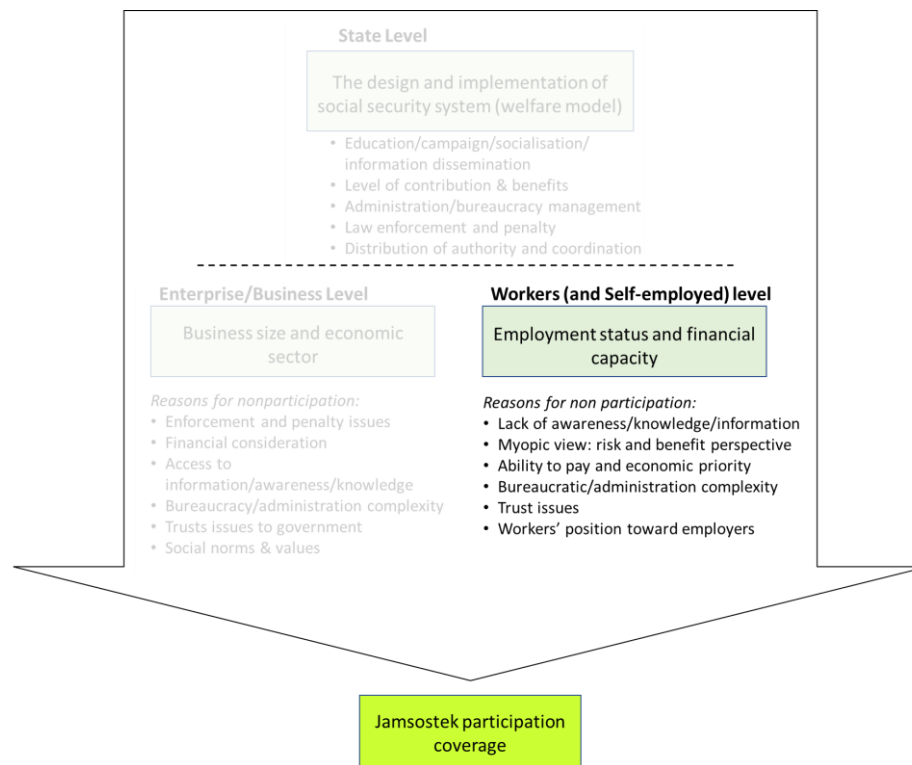 State Level
The design and implementation of
social security system (welfare model)
• Education/campaign/socialisation/
information dissemination
• Level of contribution & benefits
• Administration/bureaucracy management
• Law enforcement and penalty
• Distribution of authority and coordination
Enterprise/Business Level
Business size and economic
sector
Reasons for nonparticipation:
• Enforcement and penalty issues
• Financial consideration
• Access to
information/awareness/knowledge
• Bureaucracy/administration complexity
• Trusts issues to government
• Social norms & values
Workers (and Self-employed) level
Employment status and financial
capacity
Reasons for non participation:
• Lack of awareness/knowledge/information
• Myopic view: risk and benefit perspective
• Ability to pay and economic priority
• Bureaucratic/administration complexity
• Trust issues
• Workers' position toward employers
Jamsostek participation
coverage